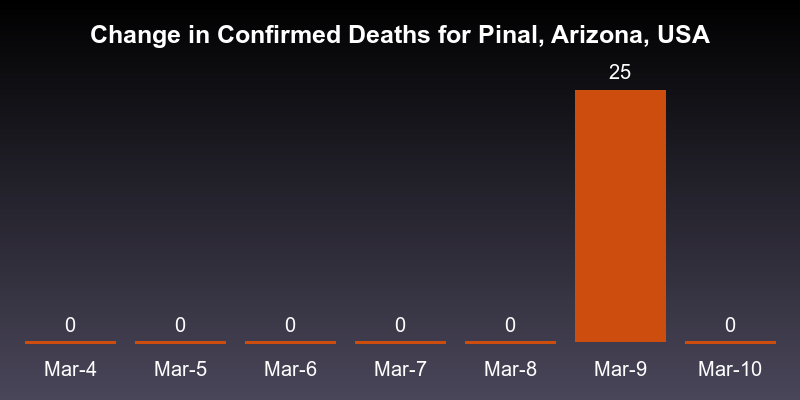 Change in Confirmed Deaths for Pinal, Arizona, USA
25
0 0 0 0 0 0
Mar-4 Mar-5 Mar-6 Mar-7 Mar-8 Mar-9 Mar-10